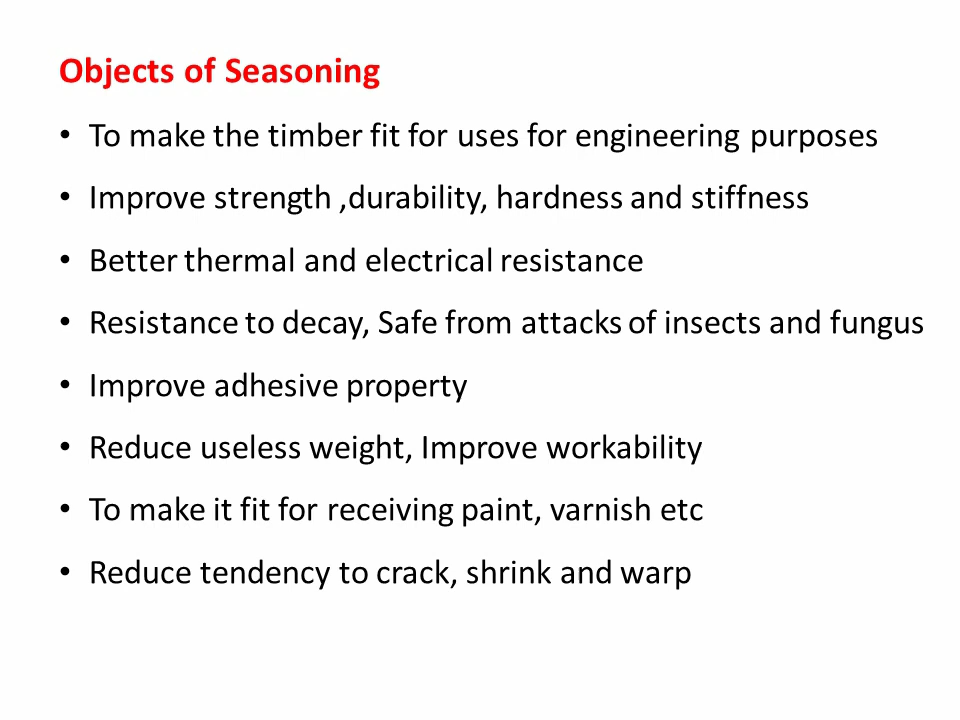 Objects of Seasoning
• To make the timber fit for uses for engineering purposes
• Improve strength ,durability, hardness and stiffness
• Better thermal and electrical resistance
• Resistance to decay, Safe from attacks of insects and fungus
• Improve adhesive property
• Reduce useless weight, Improve workability
• To make it fit for receiving paint, varnish etc
• Reduce tendency to crack, shrink and warp